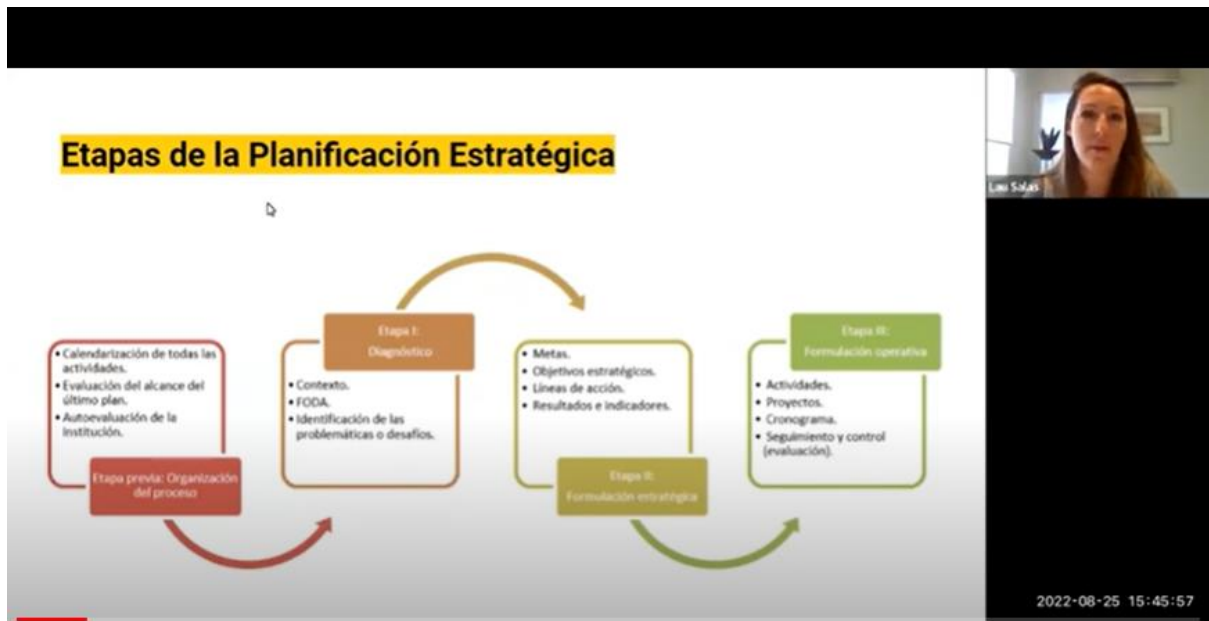 Etapas de la Planificación Estratégica
Lau Salas
• Calendarización de todas las
actividades.
• Evaluación del alcance del
último plan.
• Autoevaluación de la
Institución.
Etapa previa: Organización
del proceso
Etapa I:
Diagnóstico
• Contexto.
• FODA.
• Identificación de las
problemáticas o desafíos.
• Metas.
• Objetivos estratégicos.
• Líneas de acción.
• Resultados e indicadores.
Etapa II:
Formulación estratégica
Etapa III:
Formulación operativa
• Actividades.
• Proyectos.
• Cronograma.
• Seguimiento y control
(evaluación).
2022-08-25 15:45:57